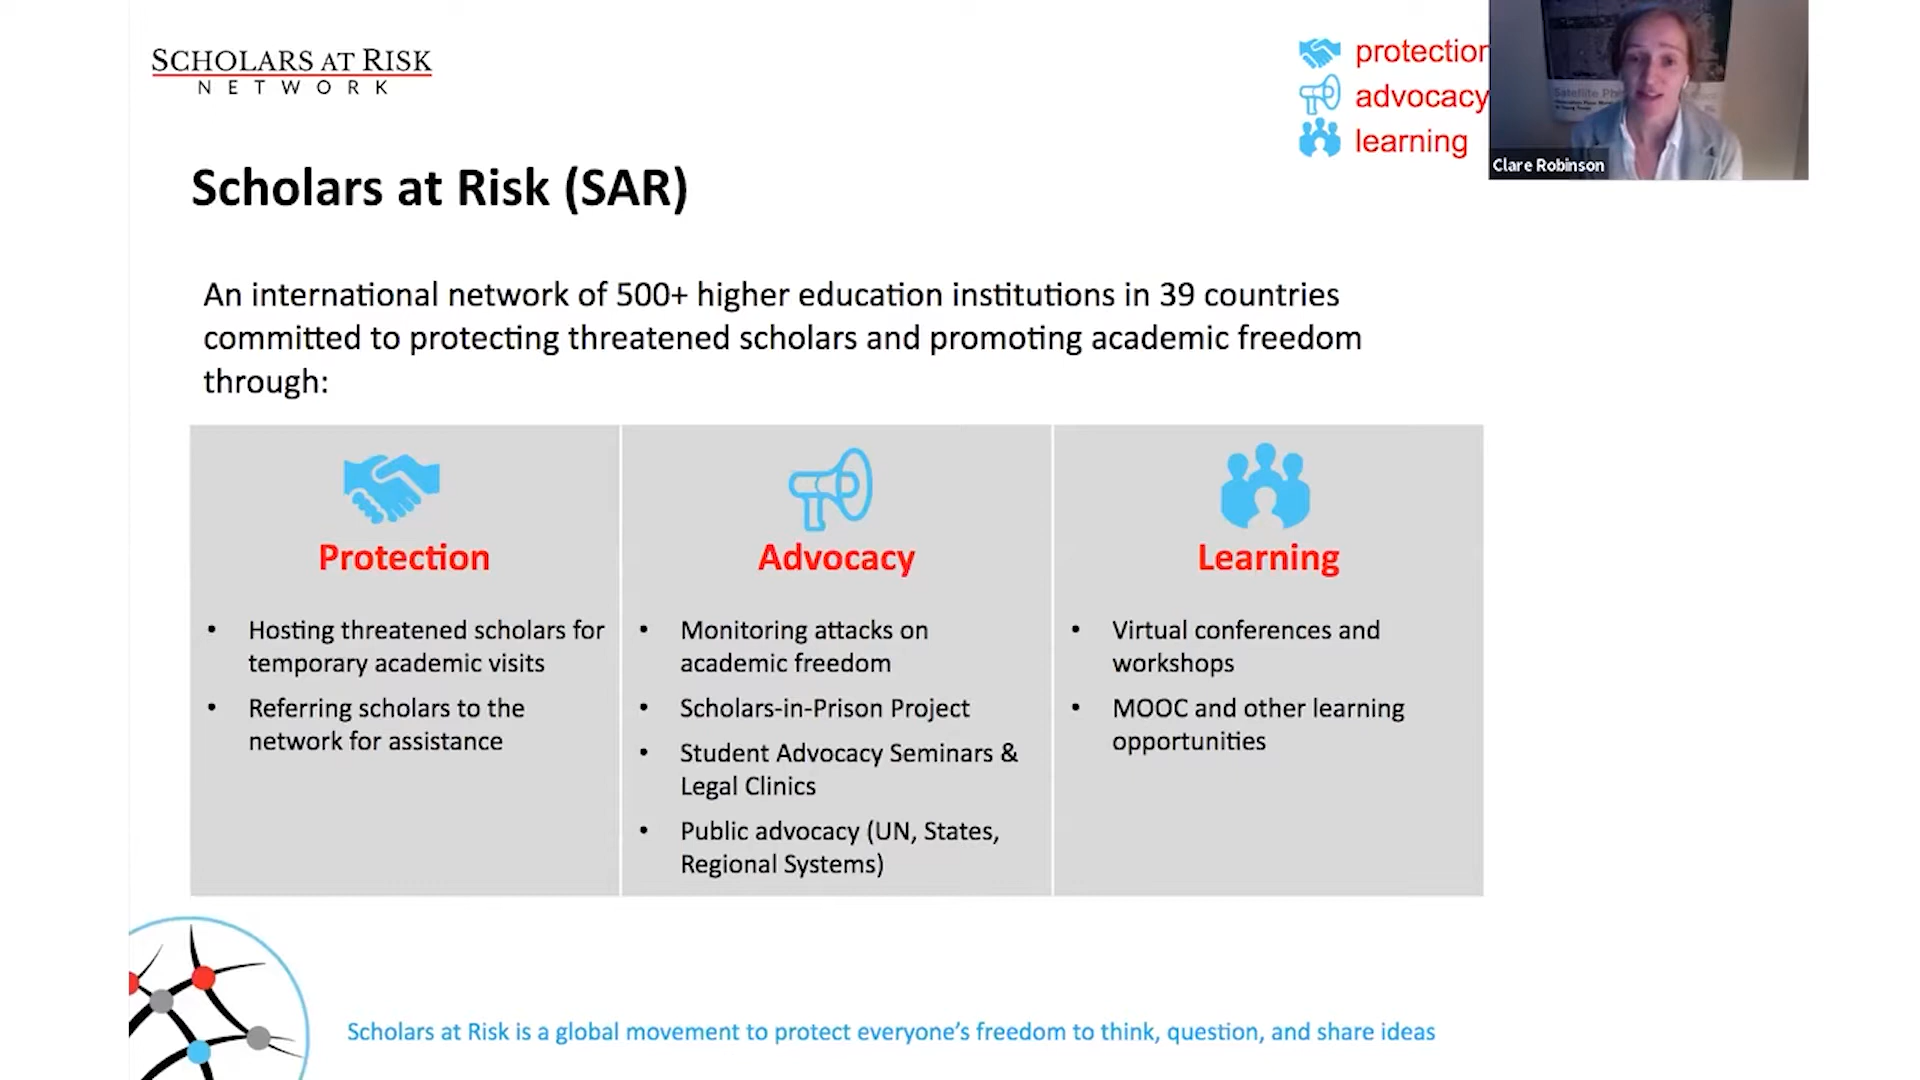 SCHOLARS AT RISK
NETWORK
protection
advocacy
learning
Clare Robinson
Scholars at Risk (SAR)
An international network of 500+ higher education institutions in 39 countries
committed to protecting threatened scholars and promoting academic freedom
through:
Protection
• Hosting threatened scholars for
temporary academic visits
• Referring scholars to the
network for assistance
Advocacy
• Monitoring attacks on
academic freedom
• Scholars-in-Prison Project
• Student Advocacy Seminars &
Legal Clinics
• Public advocacy (UN, States,
Regional Systems)
Learning
• Virtual conferences and
workshops
• MOOC and other learning
opportunities
Scholars at Risk is a global movement to protect everyone’s freedom to think, question, and share ideas